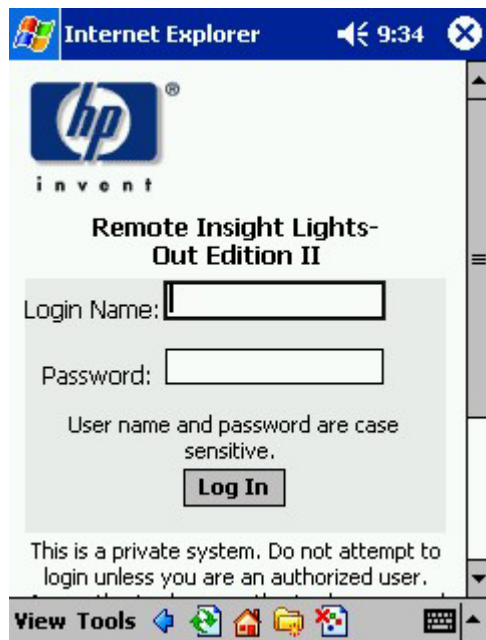 Internet Explorer 9:34
hp ®
invent
Remote Insight Lights-
Out Edition II
Login Name:
Password:
User name and password are case
sensitive.
Log In
This is a private system. Do not attempt to
login unless you are an authorized user.
View Tools